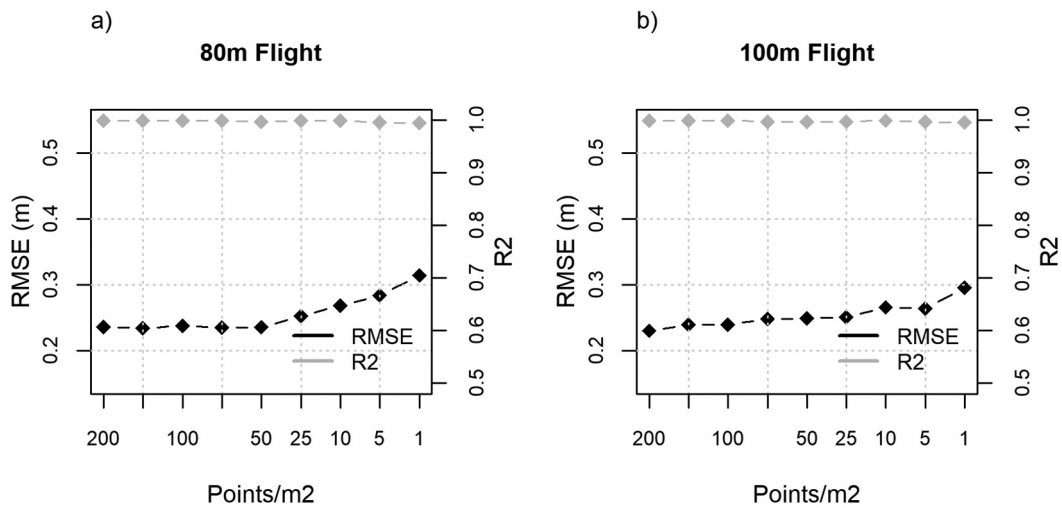 a)
80m Flight
RMSE (m)
0.2 0.3 0.4 0.5
R2
0.5 0.6 0.7 0.8 0.9 1.0
RMSE
R2
200 100 50 25 10 5 1
Points/m2
b)
100m Flight
RMSE (m)
0.2 0.3 0.4 0.5
R2
0.5 0.6 0.7 0.8 0.9 1.0
RMSE
R2
200 100 50 25 10 5 1
Points/m2